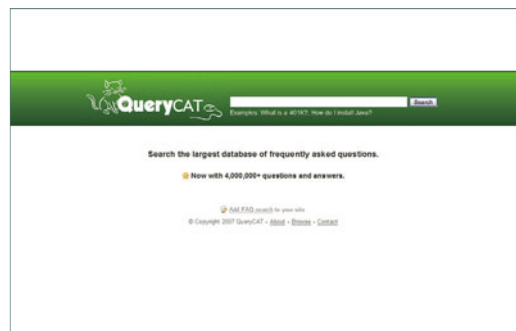 QueryCAT
Search
Examples: What is a 401K?, How do I install Java?
Search the largest database of frequently asked questions.
Now with 4,000,000+ questions and answers.
Add FAQ search to your site
© Copyright 2007 QueryCAT - About - Browse - Contact